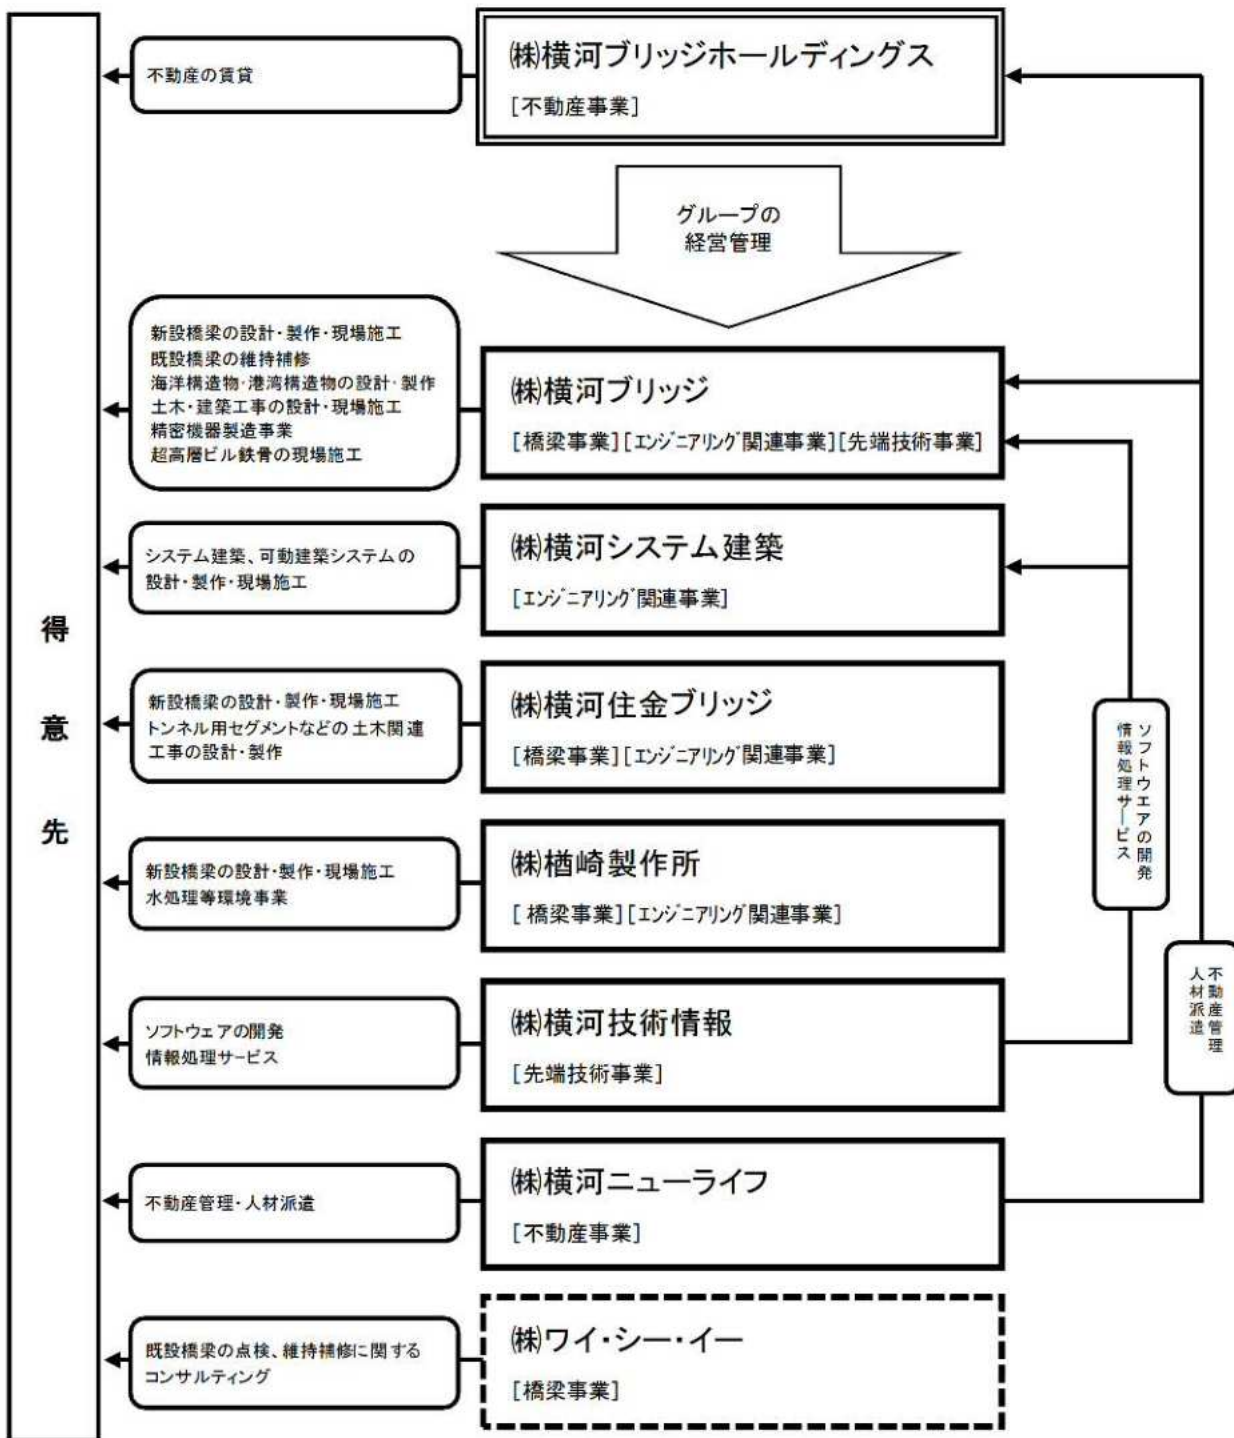 不動産の賃貸
㈱横河ブリッジホールディングス
[不動産事業]
グループの
経営管理
新設橋梁の設計・製作・現場施工
既設橋梁の維持補修
海洋構造物・港湾構造物の設計・製作
土木・建築工事の設計・現場施工
精密機器製造事業
超高層ビル鉄骨の現場施工
㈱横河ブリッジ
[橋梁事業][エンジニアリング関連事業][先端技術事業]
システム建築、可動建築システムの
設計・製作・現場施工
㈱横河システム建築
[エンジニアリング関連事業]
得意先
新設橋梁の設計・製作・現場施工
トンネル用セグメントなどの土木関連
工事の設計・製作
㈱横河住金ブリッジ
[橋梁事業][エンジニアリング関連事業]
ソフトウエアの開発
情報処理サービス
新設橋梁の設計・製作・現場施工
水処理等環境事業
㈱楢崎製作所
[橋梁事業][エンジニアリング関連事業]
不動産管理
人材派遣
ソフトウェアの開発
情報処理サービス
㈱横河技術情報
[先端技術事業]
不動産管理・人材派遣
㈱横河ニューライフ
[不動産事業]
既設橋梁の点検、維持補修に関する
コンサルティング
㈱ワイ・シー・イー
[橋梁事業]